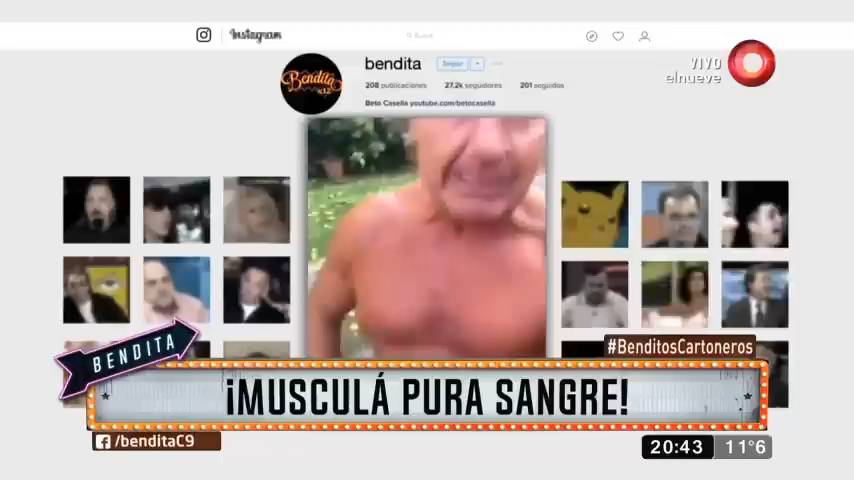 Instagram
VIVO
elnueve
bendita
Seguir
208 publicaciones 27.2k seguidores 201 seguidos
Beto Casella youtube.com/betocasella
Bendita
#BenditosCartoneros
BENDITA
¡MUSCULÁ PURA SANGRE!
/benditaC9
20:43 11°6